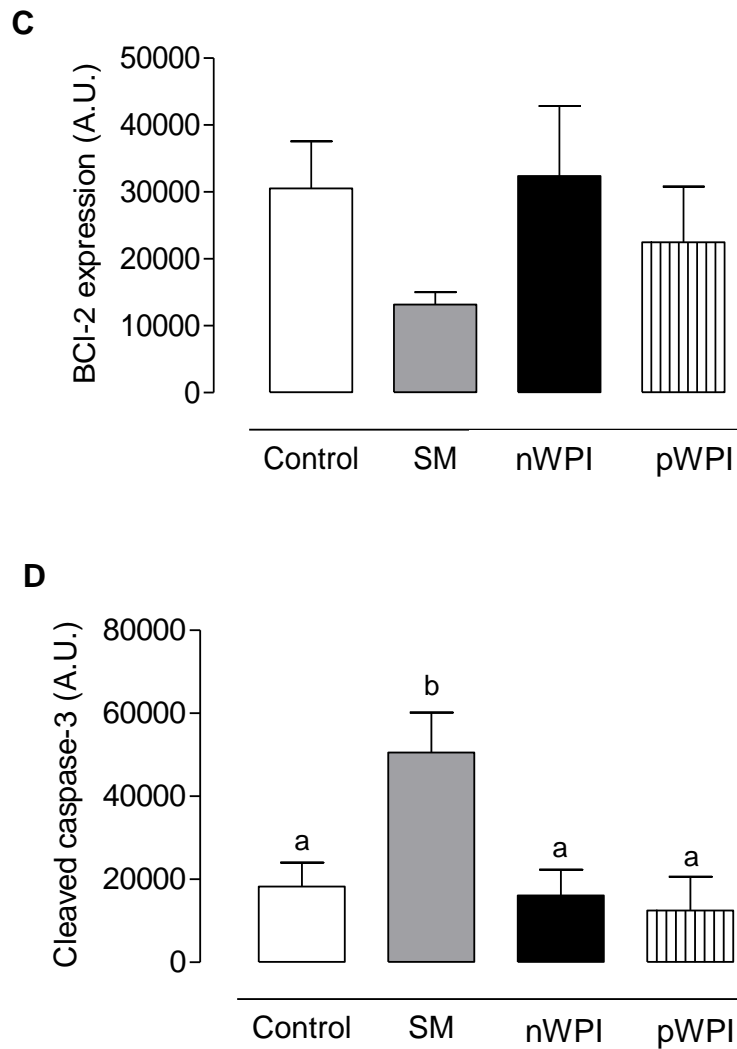 C
BCl-2 expression (A.U.)
50000
40000
30000
20000
10000
0
Control SM nWPI pWPI
D
Cleaved caspase-3 (A.U.)
80000
60000
40000
20000
0
a b a a
Control SM nWPI pWPI